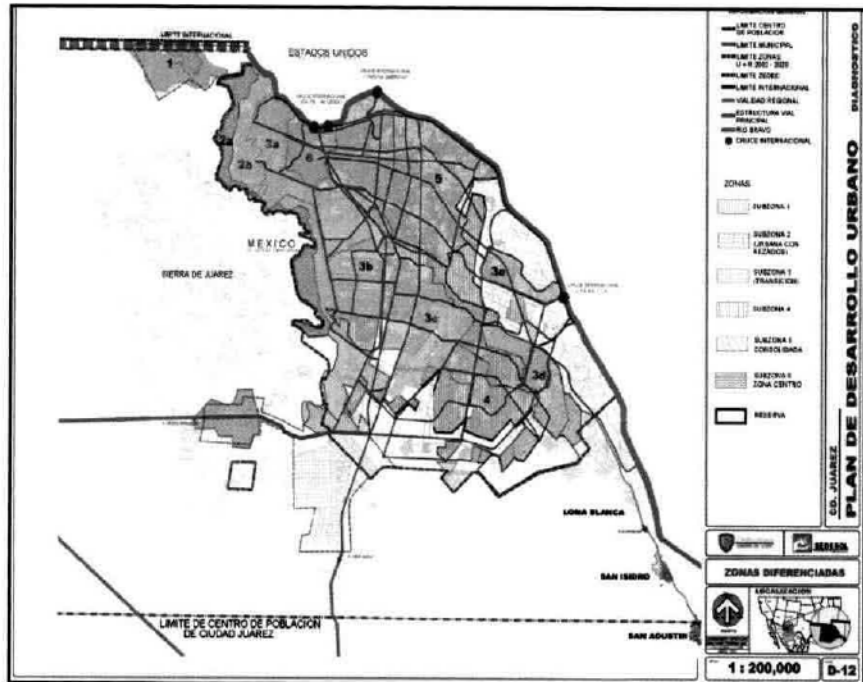 LIMITE INTERNACIONAL
ESTADOS UNIDOS
1
2a
3a
2b
6
5
MEXICO
SIERRA DE JUAREZ
3b
3e
3c
3d
4
LOMA BLANCA
SAN ISIDRO
SAN AGUSTIN
LIMITE DE CENTRO DE POBLACION
DE CIUDAD JUAREZ
LIMITE CENTRO
DE POBLACION
LIMITE MUNICIPAL
LIMITE ZONAS
LIMITE INTERNACIONAL
VIALIDAD REGIONAL
ESTRUCTURA VIAL
PRINCIPAL
RIO BRAVO
CRUCE INTERNACIONAL
ZONAS
SUBZONA 1
SUBZONA 2
(URBANA CON
REZAGOS)
SUBZONA 3
(TRANSICION)
SUBZONA 4
SUBZONA 5
CONSOLIDADA
SUBZONA 6
ZONA CENTRO
RESERVA
CD. JUAREZ
PLAN DE DESARROLLO URBANO
DIAGNOSTICO
SEDESOL
ZONAS DIFERENCIADAS
LOCALIZACION
1 : 200,000
D-12